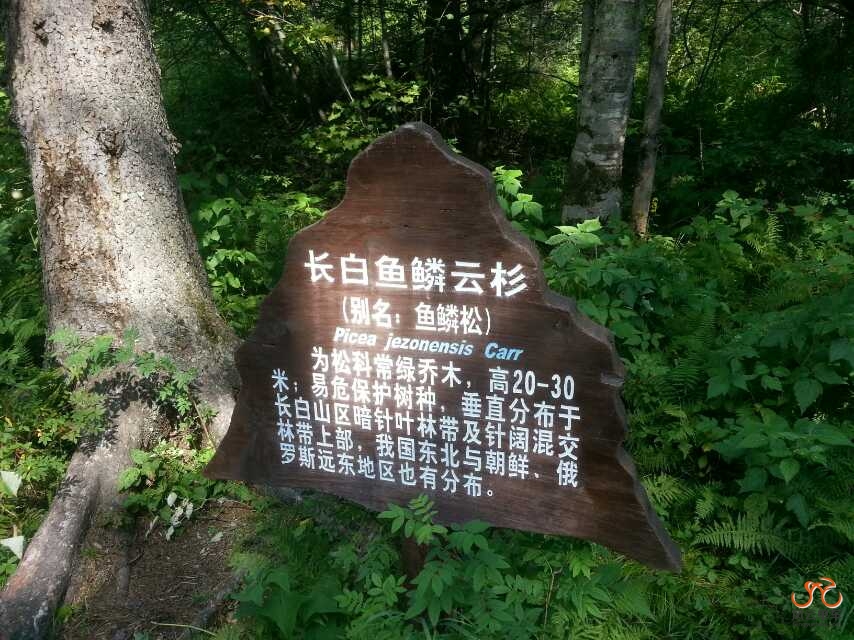 长白鱼鳞云杉
(别名：鱼鳞松)
Picea jezonensis Carr
为松科常绿乔木，高20-30
米；易危保护树种，垂直分布于
长白山区暗针叶林带及针阔混交
林带上部，我国东北与朝鲜、俄
罗斯远东地区也有分布。